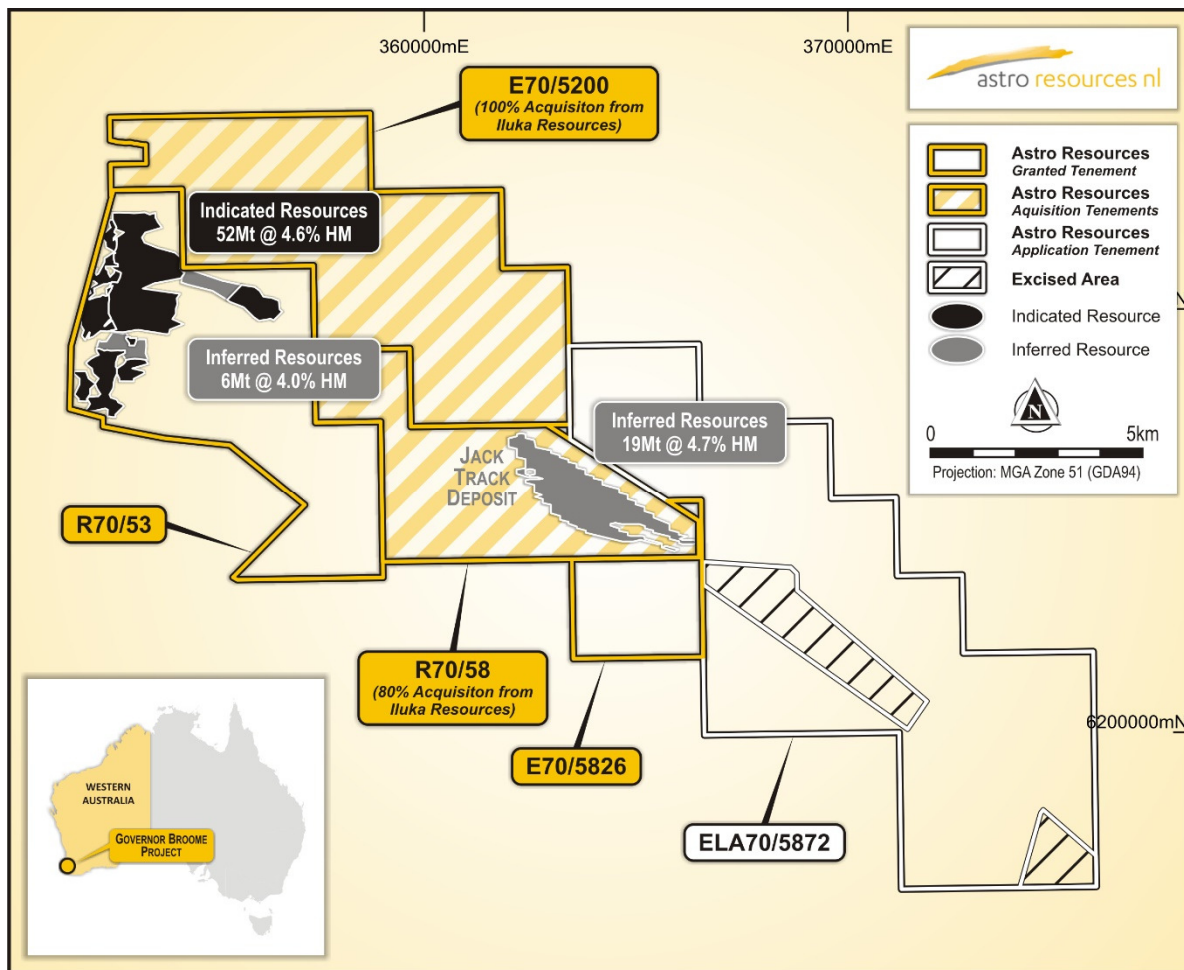 360000mE
370000mE
astro resources nl
E70/5200
(100% Acquisiton from
Iluka Resources)
Astro Resources
Granted Tenement
Astro Resources
Aquisition Tenements
Astro Resources
Application Tenement
Excised Area
Indicated Resource
Inferred Resource
N
0 5km
Projection: MGA Zone 51 (GDA94)
Indicated Resources
52Mt @ 4.6% HM
Inferred Resources
6Mt @ 4.0% HM
Inferred Resources
19Mt @ 4.7% HM
JACK
TRACK
DEPOSIT
R70/53
R70/58
(80% Acquisiton from
Iluka Resources)
E70/5826
ELA70/5872
6200000mN
WESTERN
AUSTRALIA
GOVERNOR BROOME
PROJECT